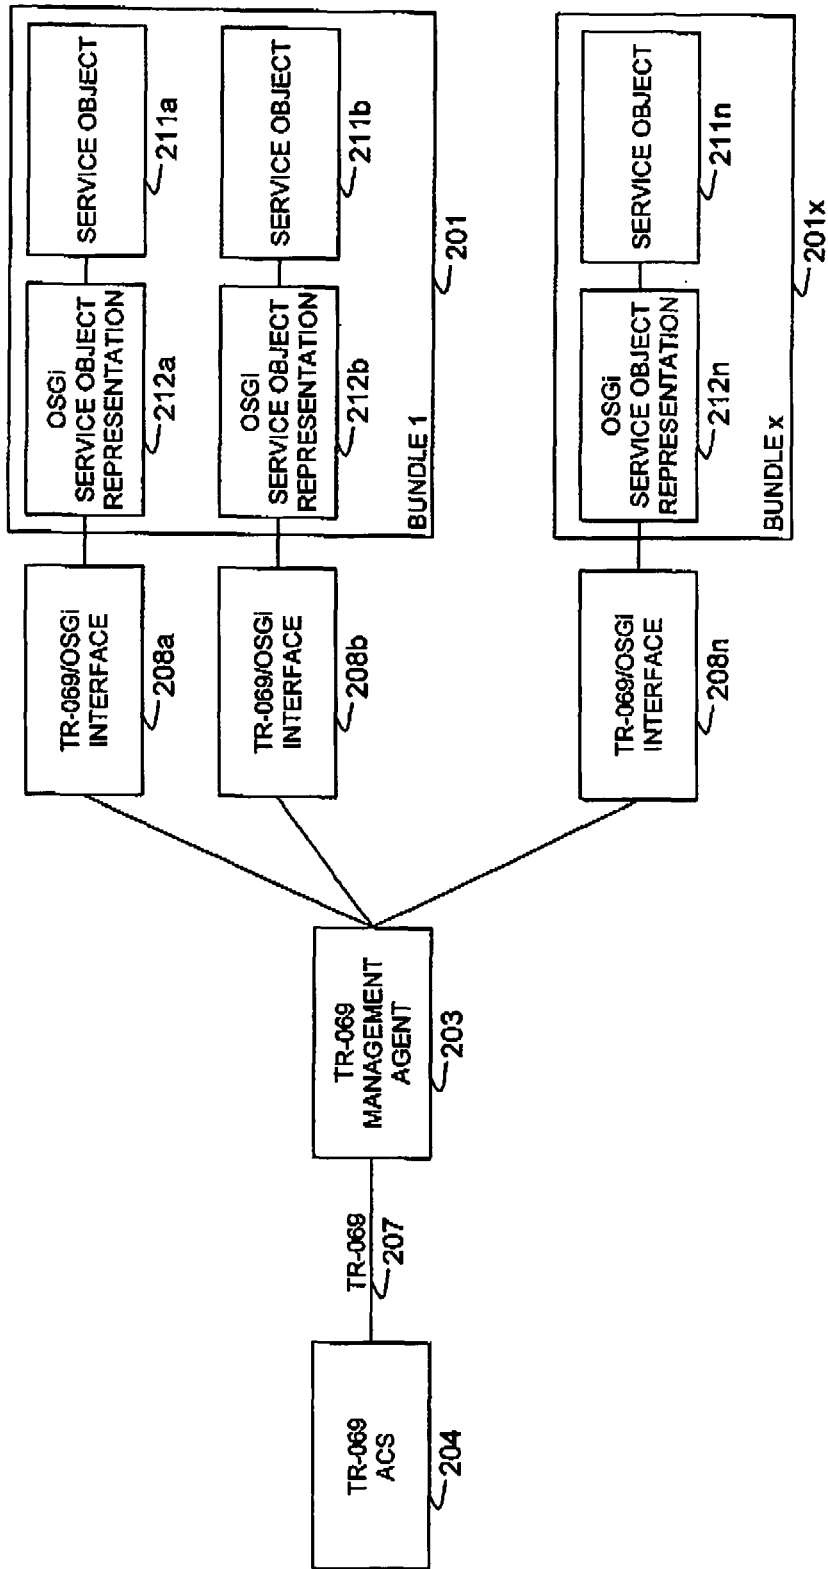 TR-069
ACS
204
TR-069
207
TR-069
MANAGEMENT
AGENT
203
TR-069/OSGi
INTERFACE
208a
OSGi
SERVICE OBJECT
REPRESENTATION
212a
SERVICE OBJECT
211a
TR-069/OSGi
INTERFACE
208b
OSGi
SERVICE OBJECT
REPRESENTATION
212b
SERVICE OBJECT
211b
BUNDLE 1
201
TR-069/OSGi
INTERFACE
208n
OSGi
SERVICE OBJECT
REPRESENTATION
212n
SERVICE OBJECT
211n
BUNDLE x
201x